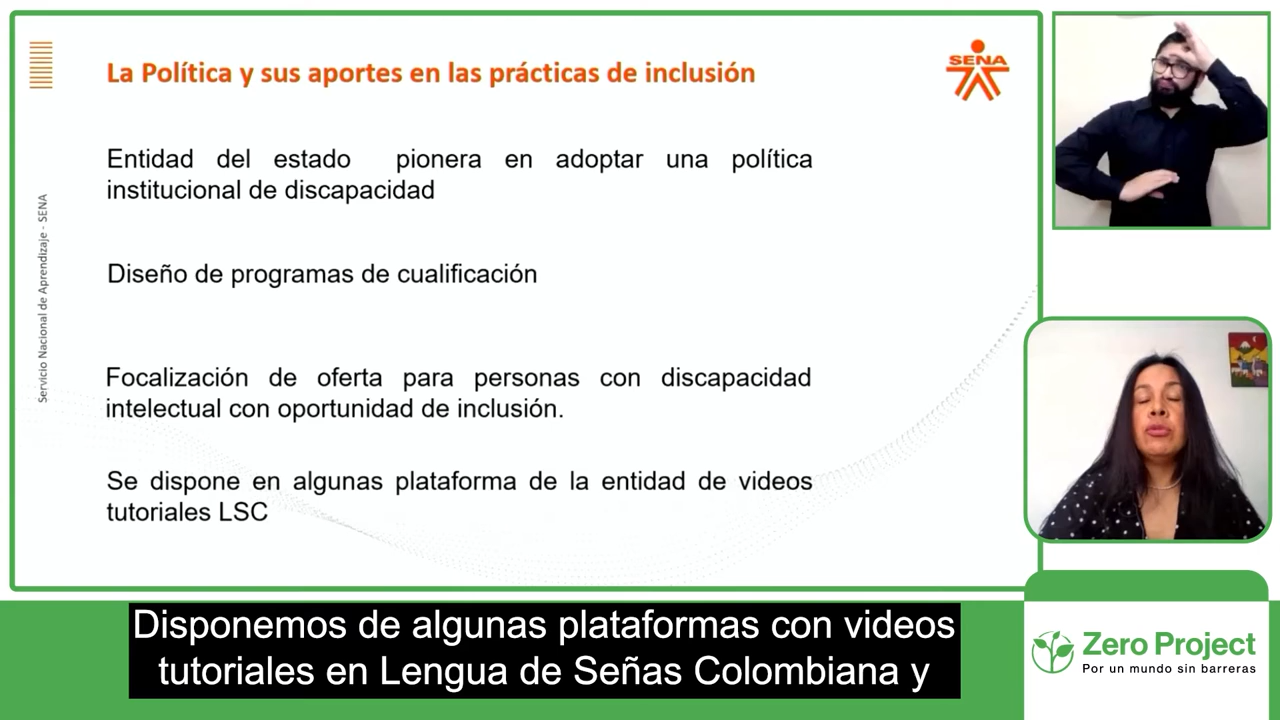 La Política y sus aportes en las prácticas de inclusión
SENA
Entidad del estado pionera en adoptar una política
institucional de discapacidad
Diseño de programas de cualificación
Focalización de oferta para personas con discapacidad
intelectual con oportunidad de inclusión.
Se dispone en algunas plataforma de la entidad de videos
tutoriales LSC
Servicio Nacional de Aprendizaje - SENA
Disponemos de algunas plataformas con videos
tutoriales en Lengua de Señas Colombiana y
Zero Project
Por un mundo sin barreras